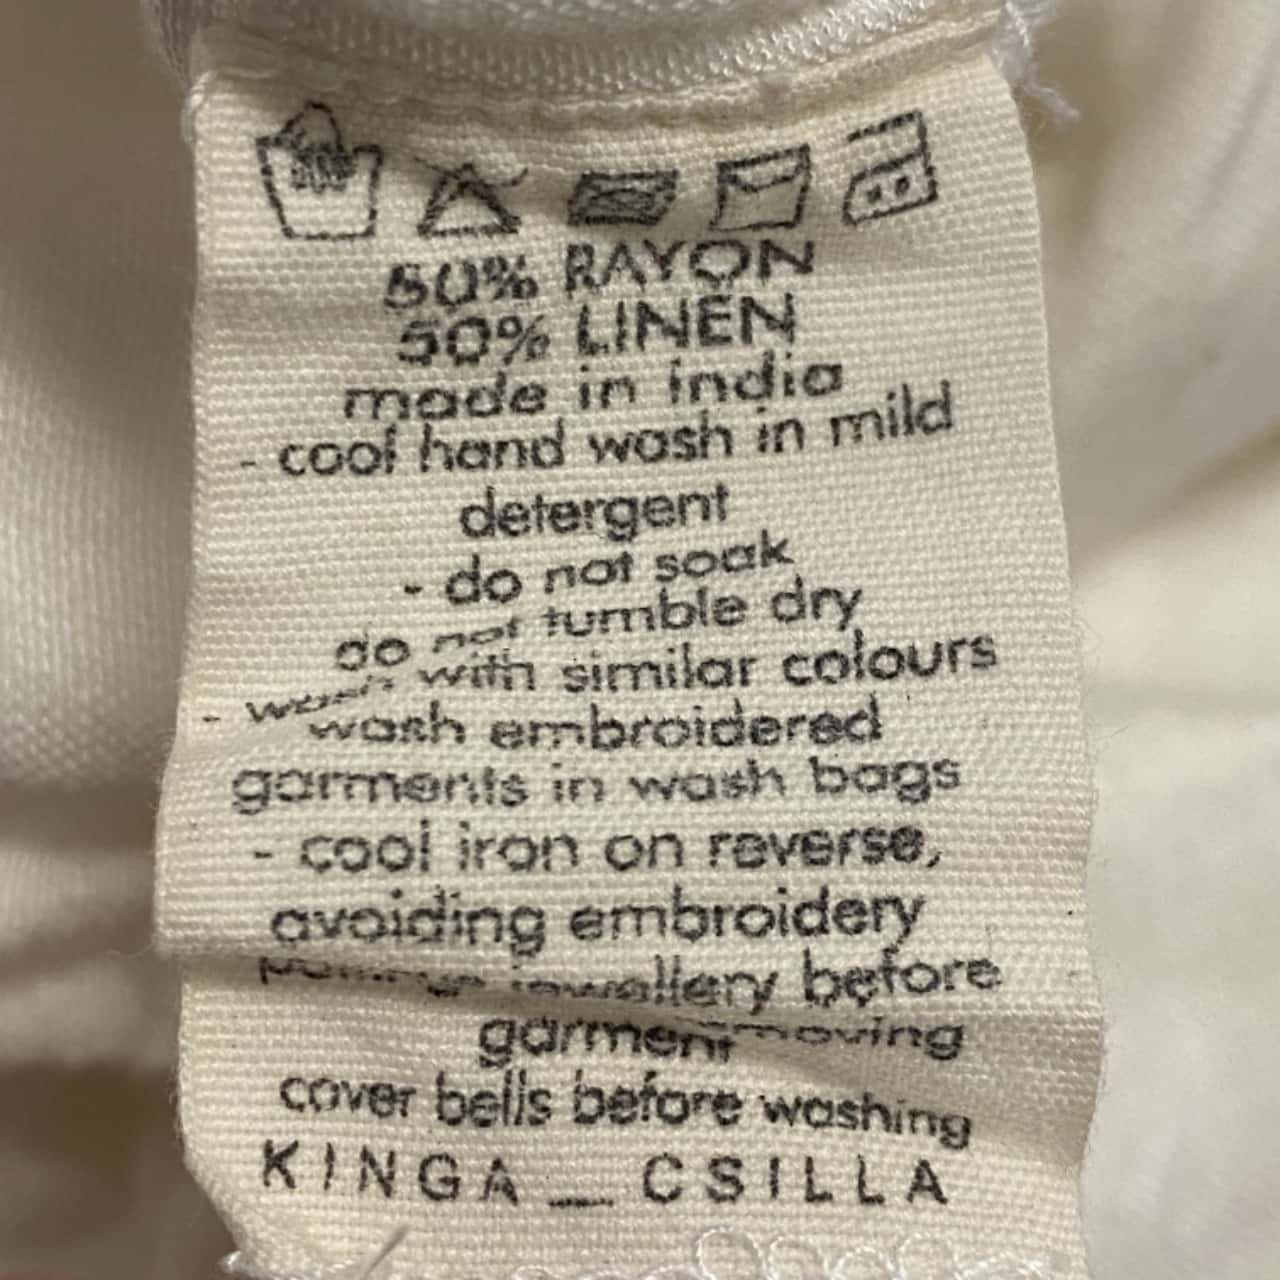 50% RAYON
50% LINEN
made in india
- cool hand wash in mild
detergent
- do not soak
do not tumble dry
- wash with similar colours
wash embroidered
garments in wash bags
- cool iron on reverse,
avoiding embroidery
jewellery before
garment
cover bells before washing
KINGA_CSILLA